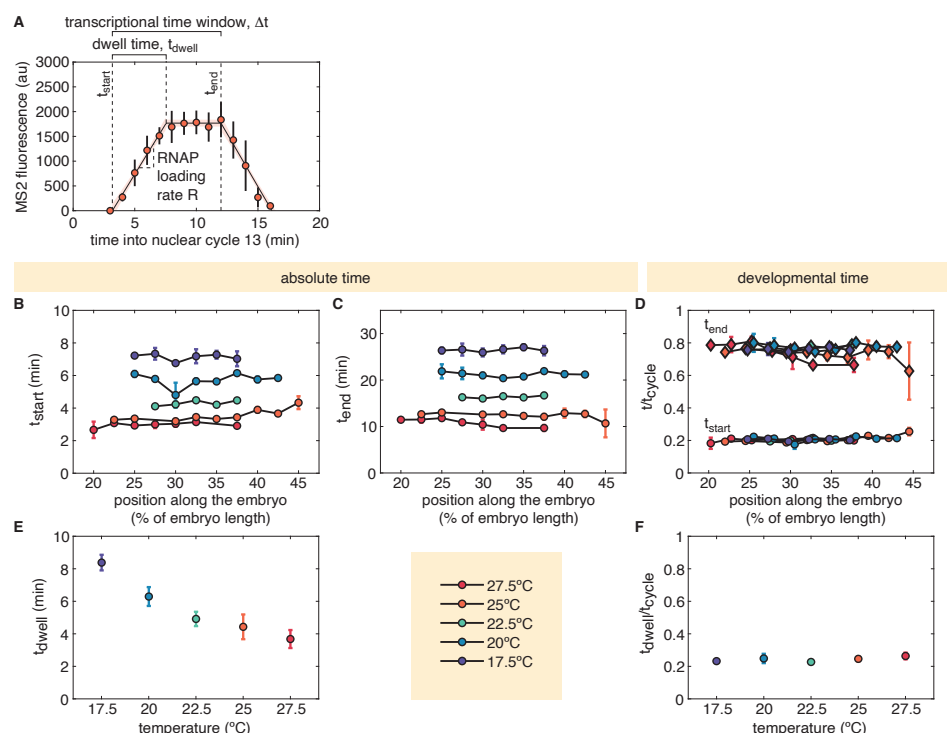 A
transcriptional time window, Δt
dwell time, tdwell
tstart
tend
MS2 fluorescence (au)
3000
2500
2000
1500
1000
500
0
RNAP
loading
rate R
0 5 10 15 20
time into nuclear cycle 13 (min)
absolute time
developmental time
B
tstart (min)
10
8
6
4
2
0
20 25 30 35 40 45
position along the embryo
(% of embryo length)
C
tend (min)
30
20
10
0
20 25 30 35 40 45
position along the embryo
(% of embryo length)
D
t/tcycle
1
0.8
0.6
0.4
0.2
0
tend
tstart
20 25 30 35 40 45
position along the embryo
(% of embryo length)
E
tdwell (min)
10
8
6
4
2
0
17.5 20 22.5 25 27.5
temperature (ºC)
27.5ºC
25ºC
22.5ºC
20ºC
17.5ºC
F
tdwell/tcycle
1
0.8
0.6
0.4
0.2
0
17.5 20 22.5 25 27.5
temperature (ºC)